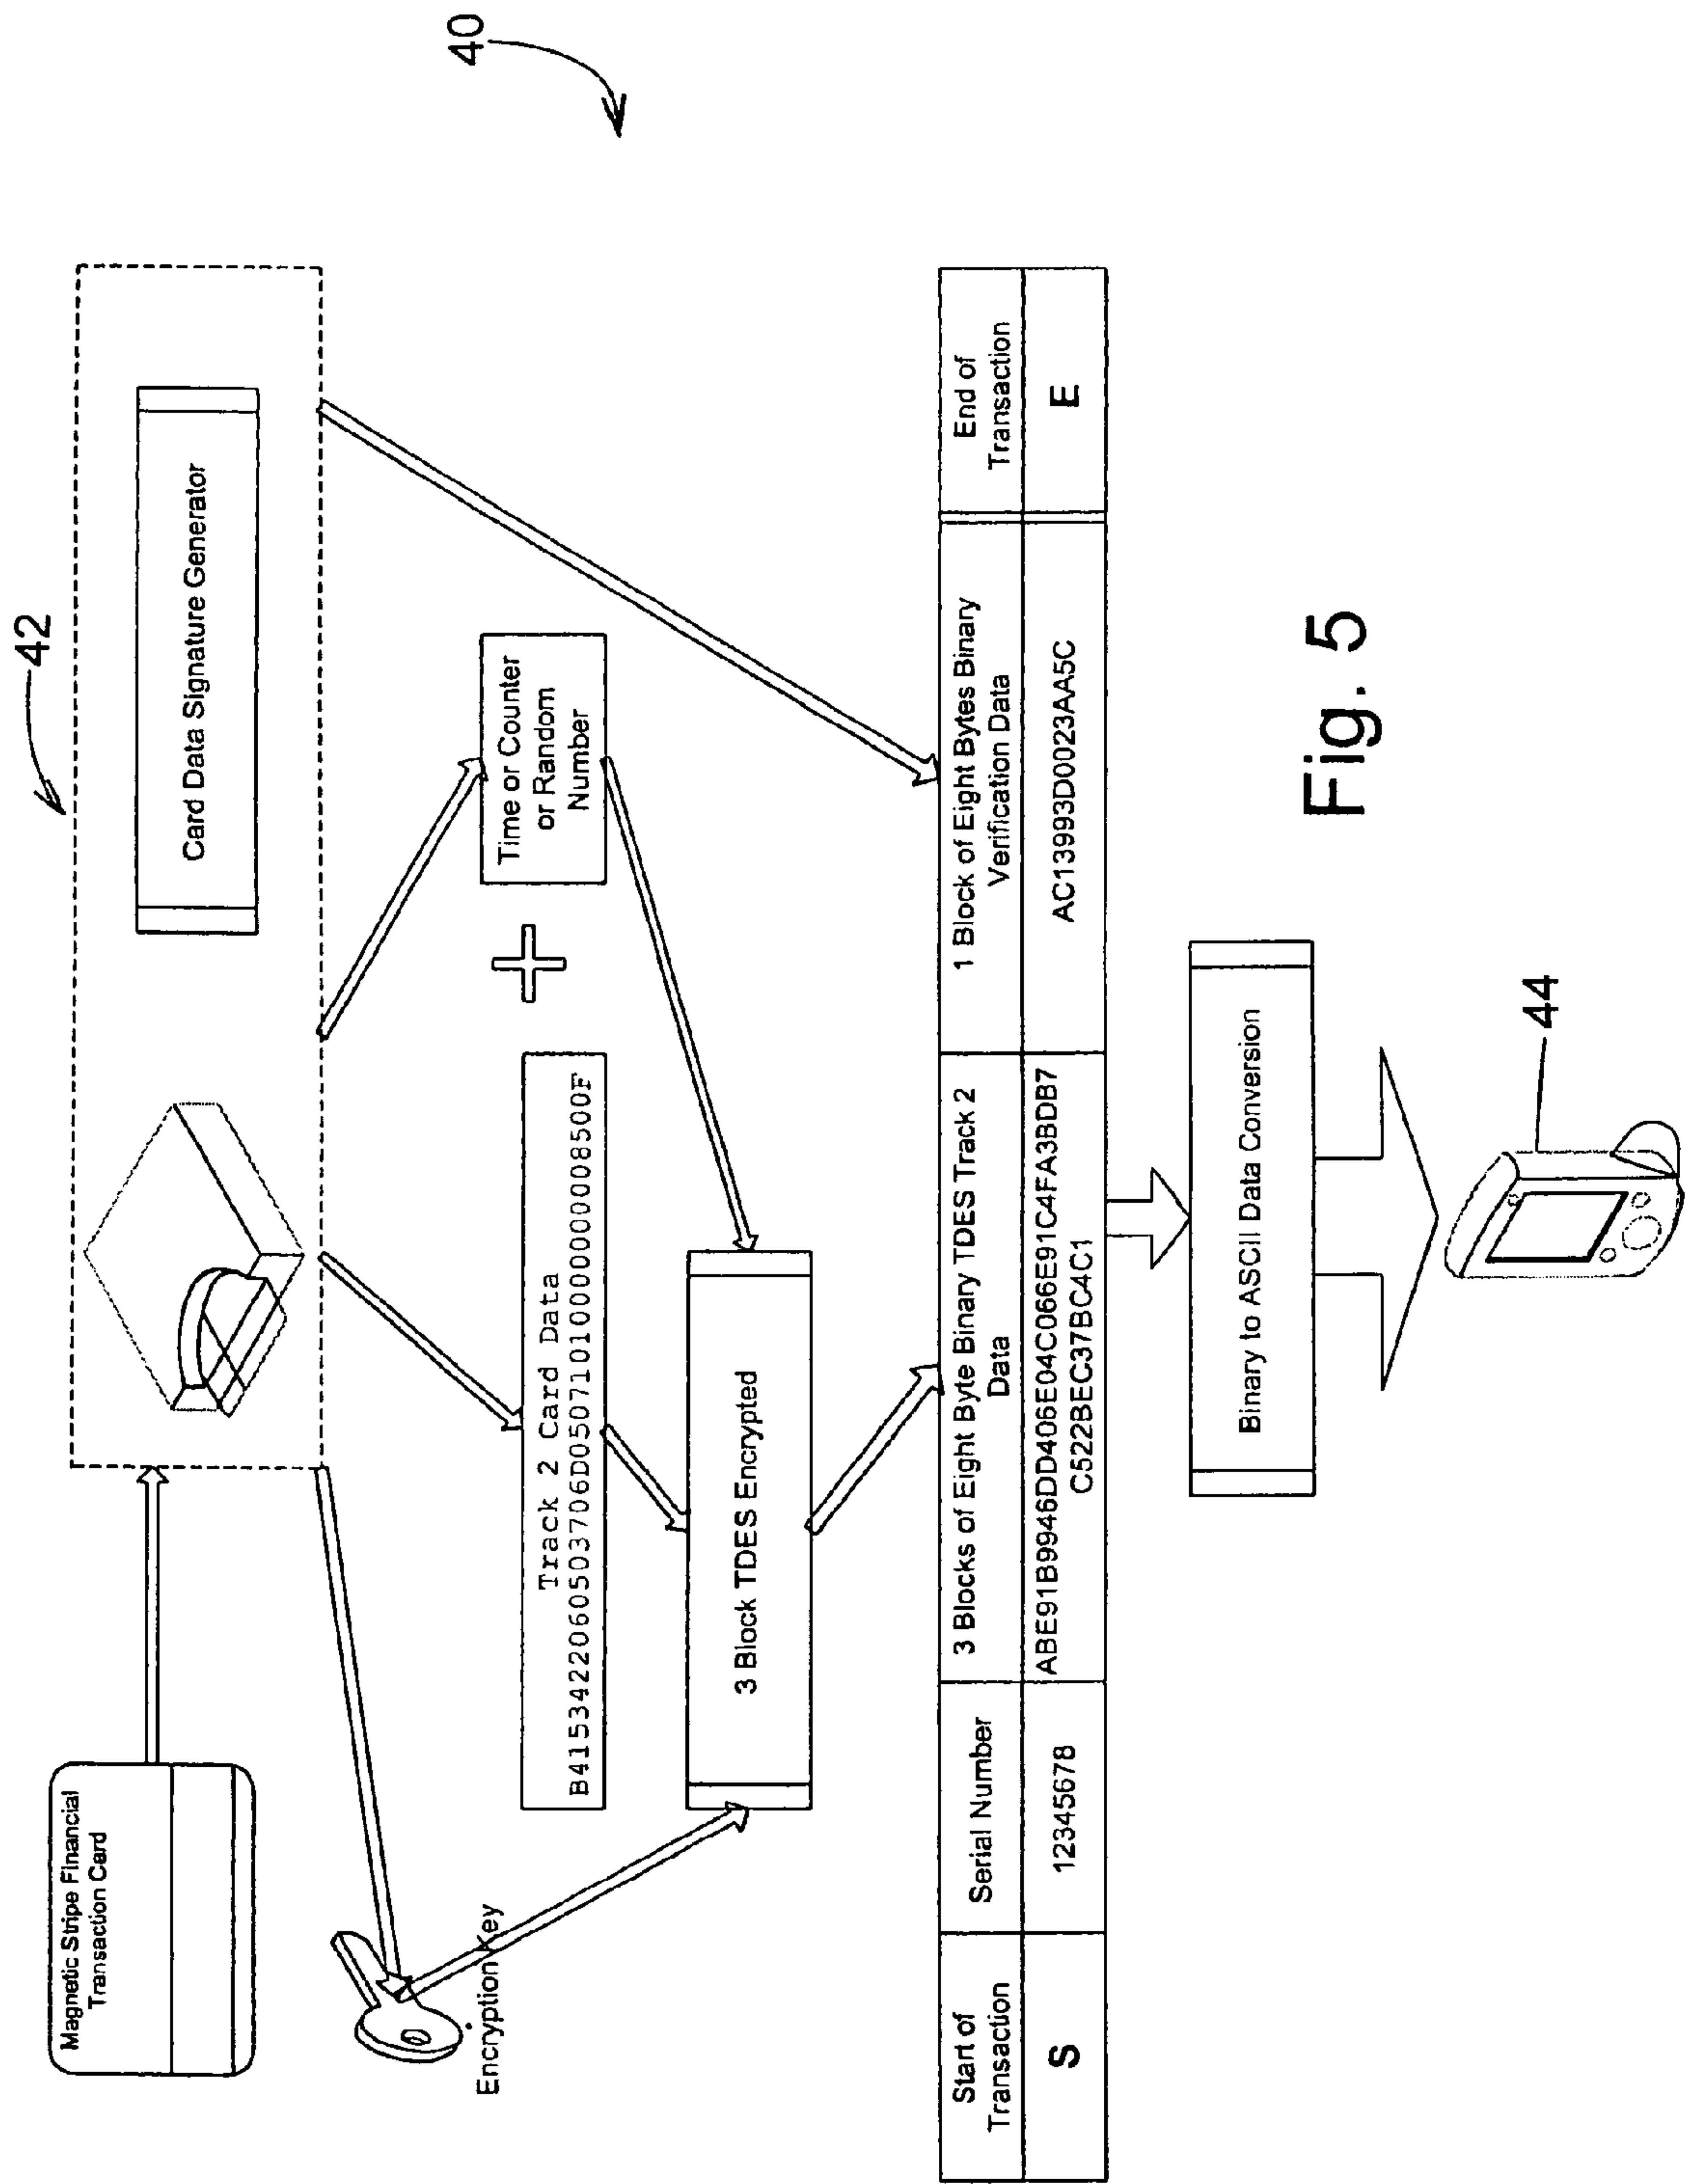 40
42
Magnetic Stripe Financial
Transaction Card
Card Data Signature Generator
Encryption Key
Track 2 Card Data
B4153422060503706D050710100000000008500F
Time or Counter
or Random
Number
3 Block TDES Encrypted
Start of
Transaction
Serial Number
3 Blocks of Eight Byte Binary TDES Track 2
Data
1 Block of Eight Bytes Binary
Verification Data
End of
Transaction
S
12345678
ABE91B9946DD406E04C066E91C4FA3BDB7
C522BEC37BC4C1
AC13993D0023AA5C
E
Binary to ASCII Data Conversion
44
Fig. 5